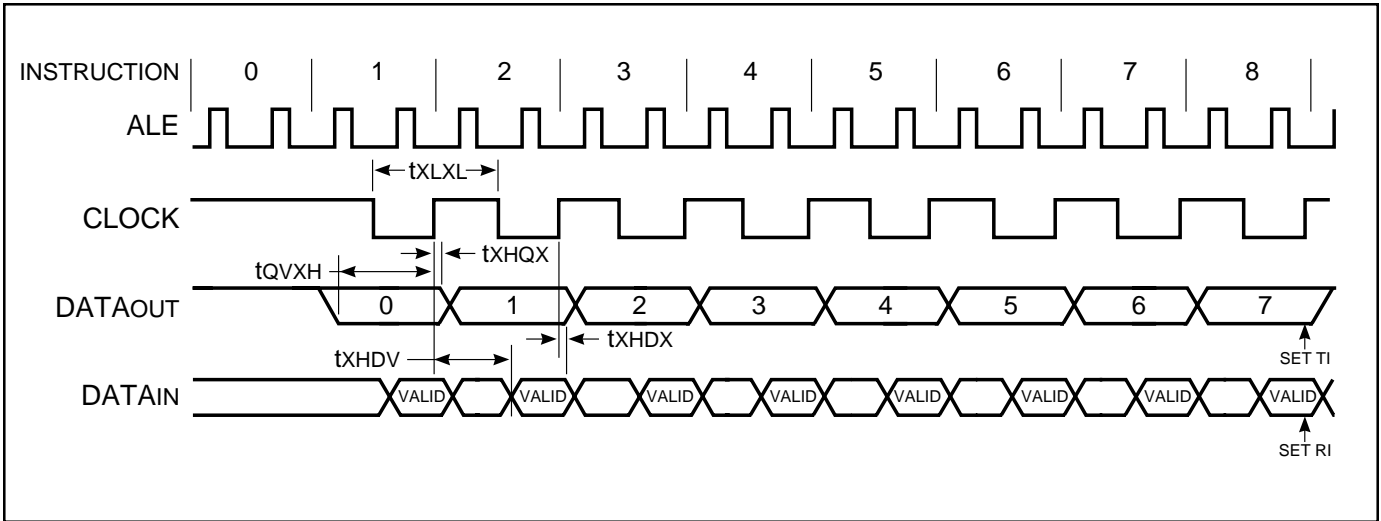 INSTRUCTION 0 1 2 3 4 5 6 7 8
ALE
tXLXL
CLOCK
tXHQX
tQVXH
DATAOUT 0 1 2 3 4 5 6 7
tXHDX
SET TI
tXHDV
DATAIN VALID VALID VALID VALID VALID VALID VALID VALID
SET RI